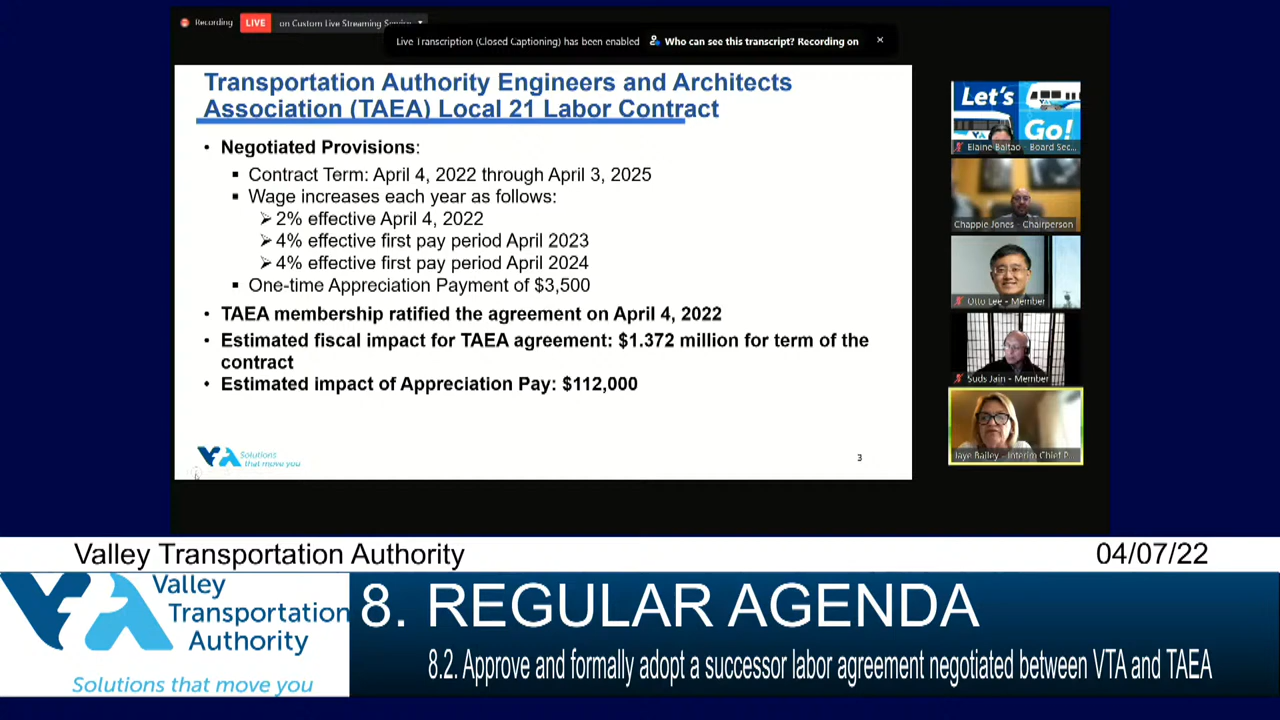 Recording
LIVE
on Custom Live Streaming Service
Live Transcription (Closed Captioning) has been enabled
Who can see this transcript? Recording on
Transportation Authority Engineers and Architects
Association (TAEA) Local 21 Labor Contract
• Negotiated Provisions:
▪ Contract Term: April 4, 2022 through April 3, 2025
▪ Wage increases each year as follows:
➢ 2% effective April 4, 2022
➢ 4% effective first pay period April 2023
➢ 4% effective first pay period April 2024
▪ One-time Appreciation Payment of $3,500
• TAEA membership ratified the agreement on April 4, 2022
• Estimated fiscal impact for TAEA agreement: $1.372 million for term of the
contract
• Estimated impact of Appreciation Pay: $112,000
VTA
Solutions
that move you
3
Let's
Go!
Elaine Baltao - Board Sec...
Chappie Jones - Chairperson
Otto Lee - Member
Suds Jain - Member
Jaye Bailey - Interim Chief P...
Valley Transportation Authority
04/07/22
VTA
Valley
Transportation
Authority
Solutions that move you
8. REGULAR AGENDA
8.2. Approve and formally adopt a successor labor agreement negotiated between VTA and TAEA